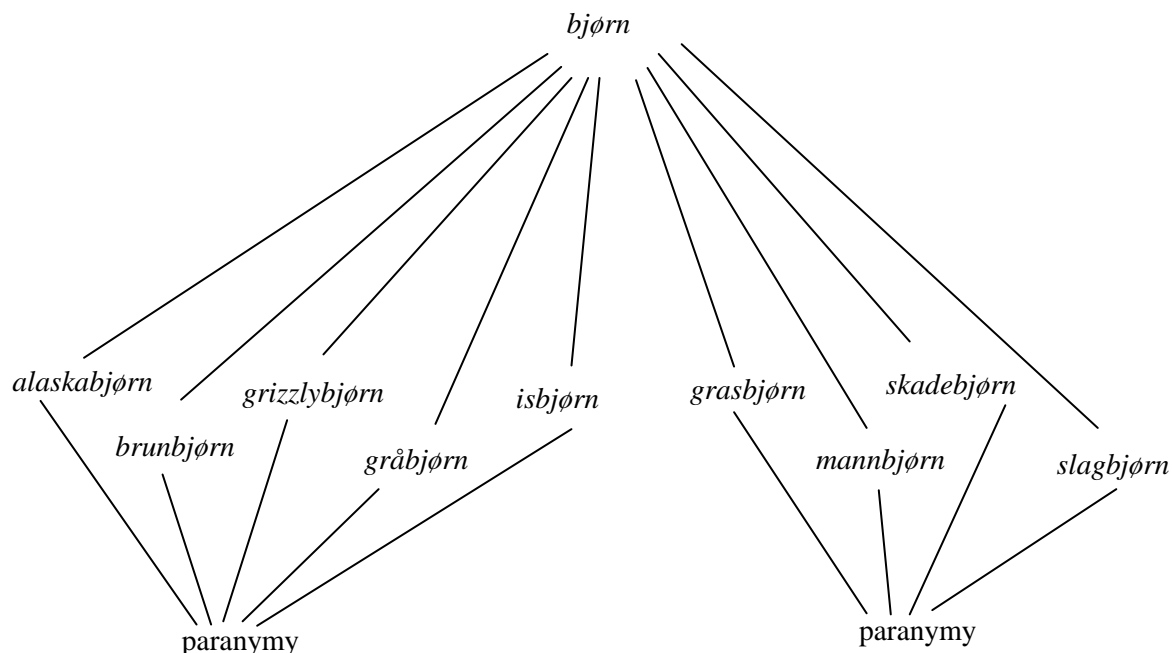 bjørn
alaskabjørn
brunbjørn
grizzlybjørn
gråbjørn
isbjørn
grasbjørn
mannbjørn
skadebjørn
slagbjørn
paranymy
paranymy